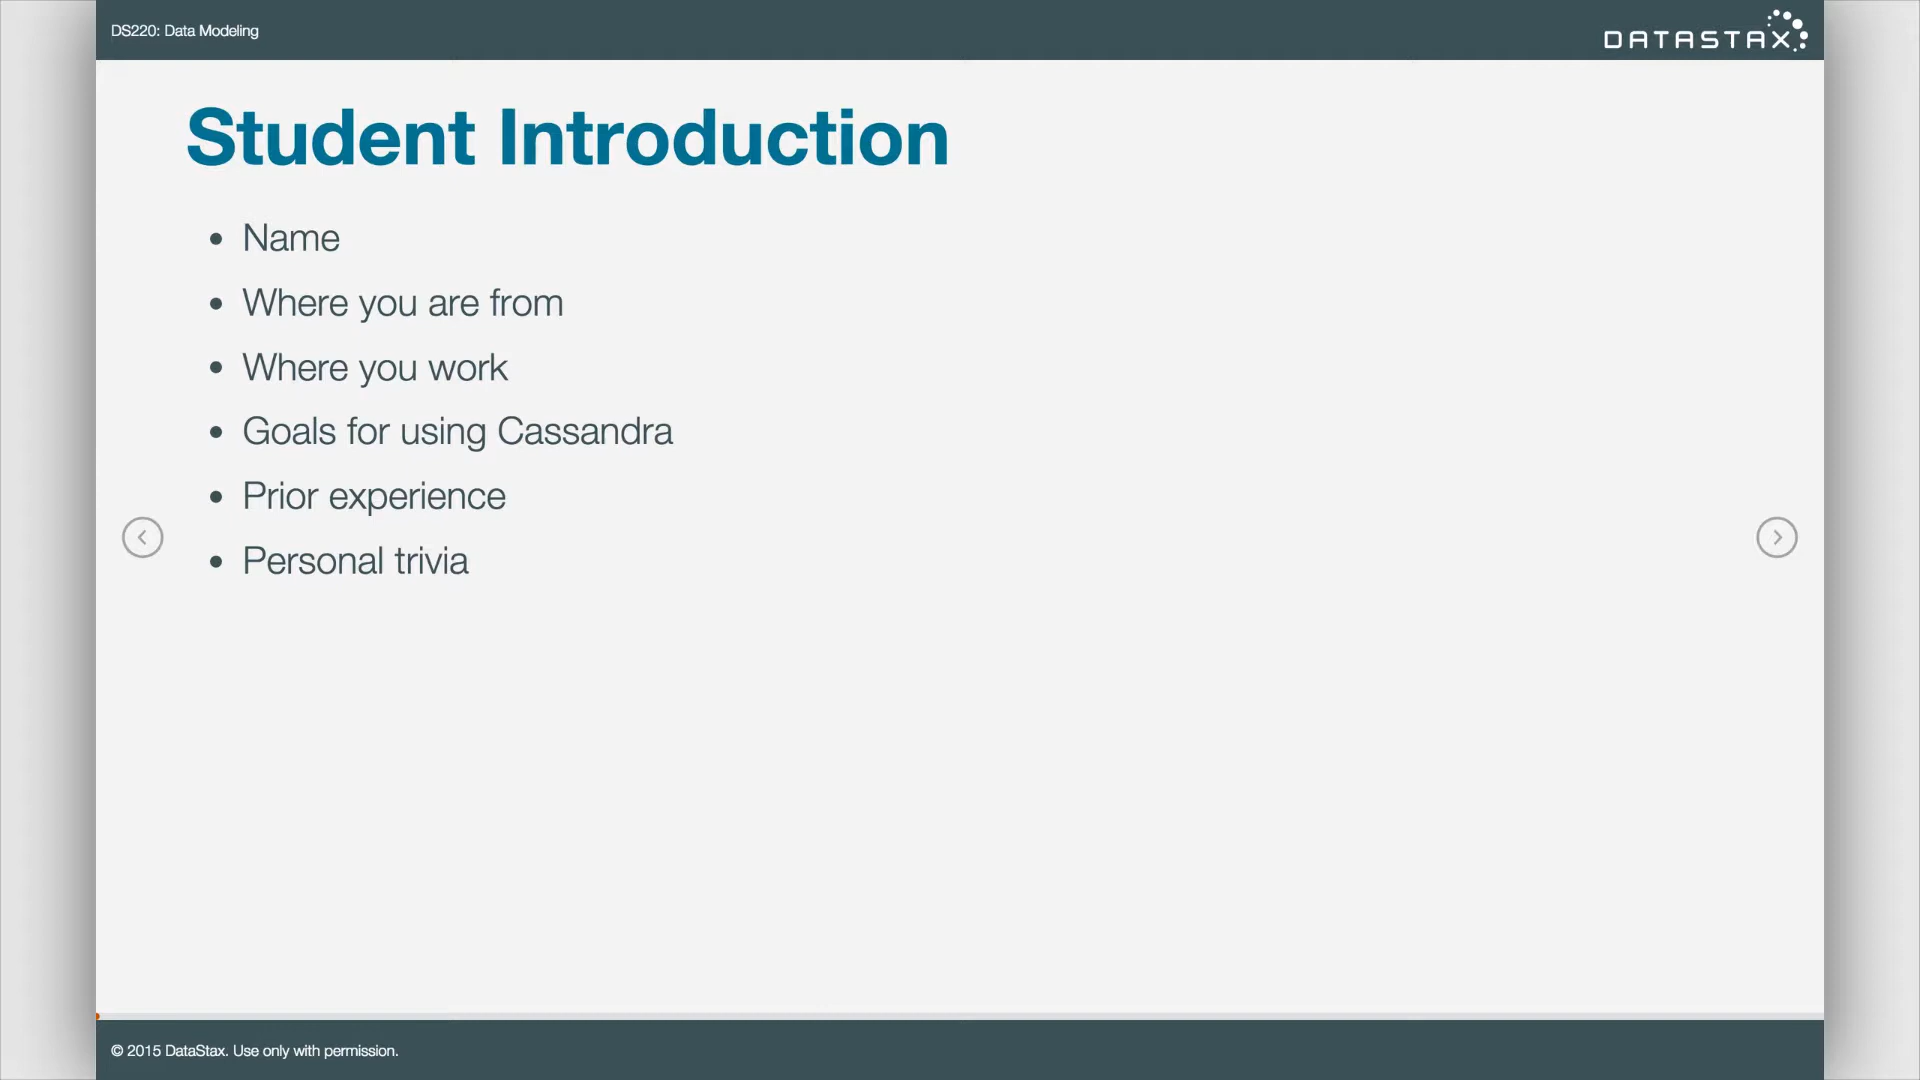 DS220: Data Modeling
DATASTAX
Student Introduction
• Name
• Where you are from
• Where you work
• Goals for using Cassandra
• Prior experience
• Personal trivia
© 2015 DataStax. Use only with permission.